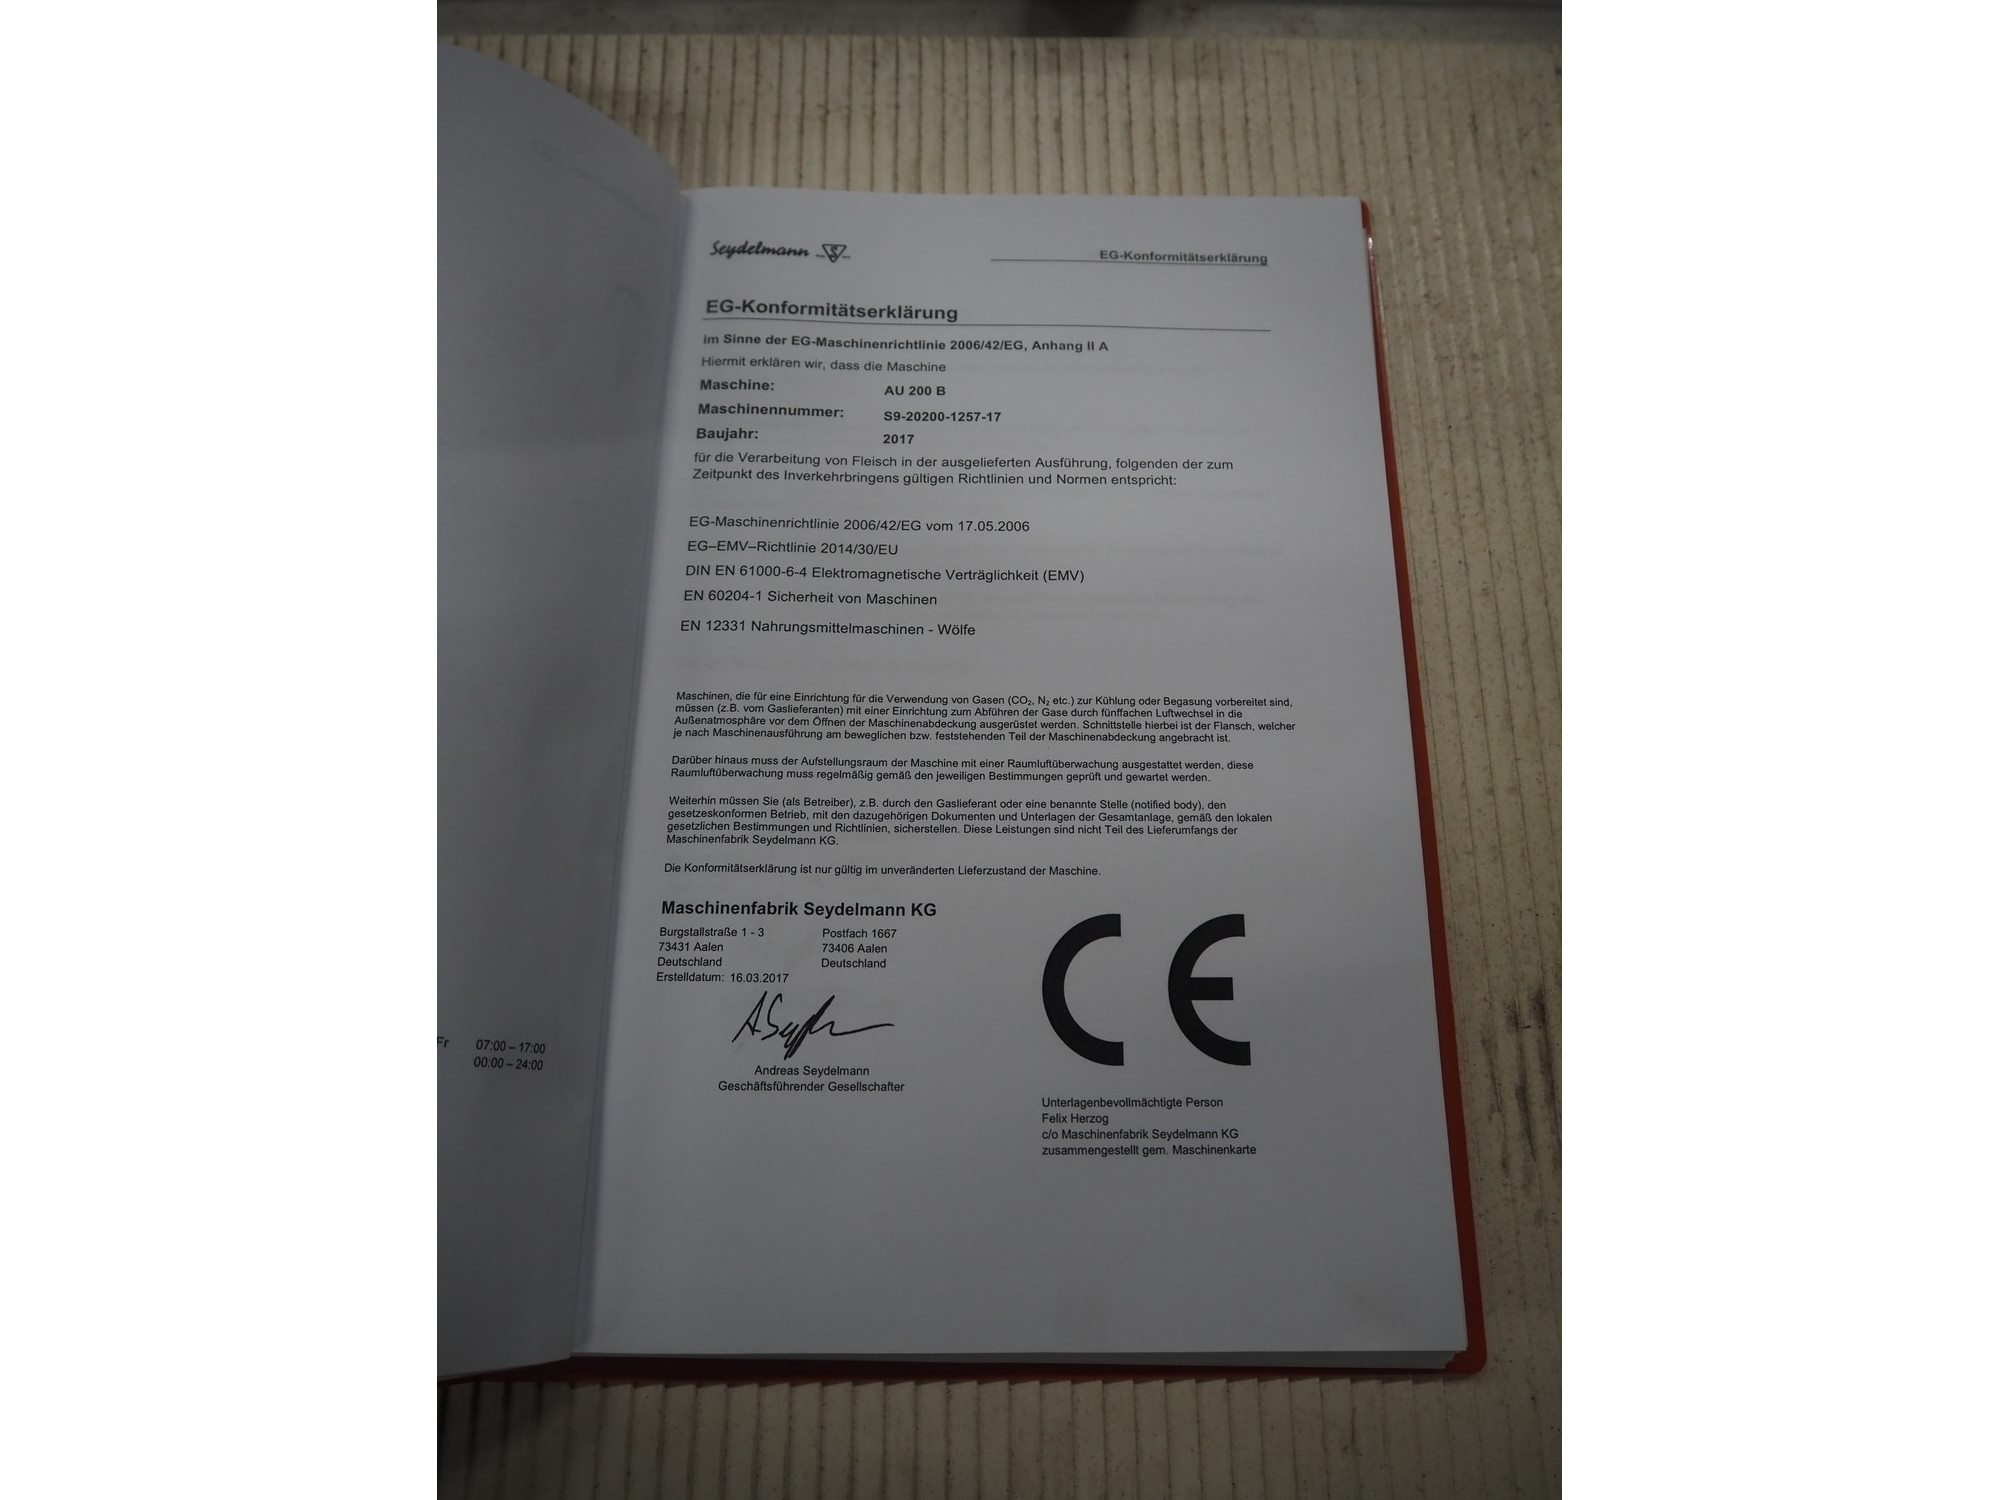 Seydelmann
EG-Konformitätserklärung
EG-Konformitätserklärung
im Sinne der EG-Maschinenrichtlinie 2006/42/EG, Anhang II A
Hiermit erklären wir, dass die Maschine
Maschine: AU 200 B
Maschinennummer: S9-20200-1257-17
Baujahr: 2017
für die Verarbeitung von Fleisch in der ausgelieferten Ausführung, folgenden der zum
Zeitpunkt des Inverkehrbringens gültigen Richtlinien und Normen entspricht:
EG-Maschinenrichtlinie 2006/42/EG vom 17.05.2006
EG–EMV–Richtlinie 2014/30/EU
DIN EN 61000-6-4 Elektromagnetische Verträglichkeit (EMV)
EN 60204-1 Sicherheit von Maschinen
EN 12331 Nahrungsmittelmaschinen - Wölfe
Maschinen, die für eine Einrichtung für die Verwendung von Gasen (CO₂, N₂ etc.) zur Kühlung oder Begasung vorbereitet sind,
müssen (z.B. vom Gaslieferanten) mit einer Einrichtung zum Abführen der Gase durch fünffachen Luftwechsel in die
Außenatmosphäre vor dem Öffnen der Maschinenabdeckung ausgerüstet werden. Schnittstelle hierbei ist der Flansch, welcher
je nach Maschinenausführung am beweglichen bzw. feststehenden Teil der Maschinenabdeckung angebracht ist.
Darüber hinaus muss der Aufstellungsraum der Maschine mit einer Raumluftüberwachung ausgestattet werden, diese
Raumluftüberwachung muss regelmäßig gemäß den jeweiligen Bestimmungen geprüft und gewartet werden.
Weiterhin müssen Sie (als Betreiber), z.B. durch den Gaslieferant oder eine benannte Stelle (notified body), den
gesetzeskonformen Betrieb, mit den dazugehörigen Dokumenten und Unterlagen der Gesamtanlage, gemäß den lokalen
gesetzlichen Bestimmungen und Richtlinien, sicherstellen. Diese Leistungen sind nicht Teil des Lieferumfangs der
Maschinenfabrik Seydelmann KG.
Die Konformitätserklärung ist nur gültig im unveränderten Lieferzustand der Maschine.
Maschinenfabrik Seydelmann KG
Burgstallstraße 1 - 3 Postfach 1667
73431 Aalen 73406 Aalen
Deutschland Deutschland
Erstelldatum: 16.03.2017
CE
Andreas Seydelmann
Geschäftsführender Gesellschafter
Unterlagenbevollmächtigte Person
Felix Herzog
c/o Maschinenfabrik Seydelmann KG
zusammengestellt gem. Maschinenkarte
Fr 07:00 – 17:00
00:00 – 24:00